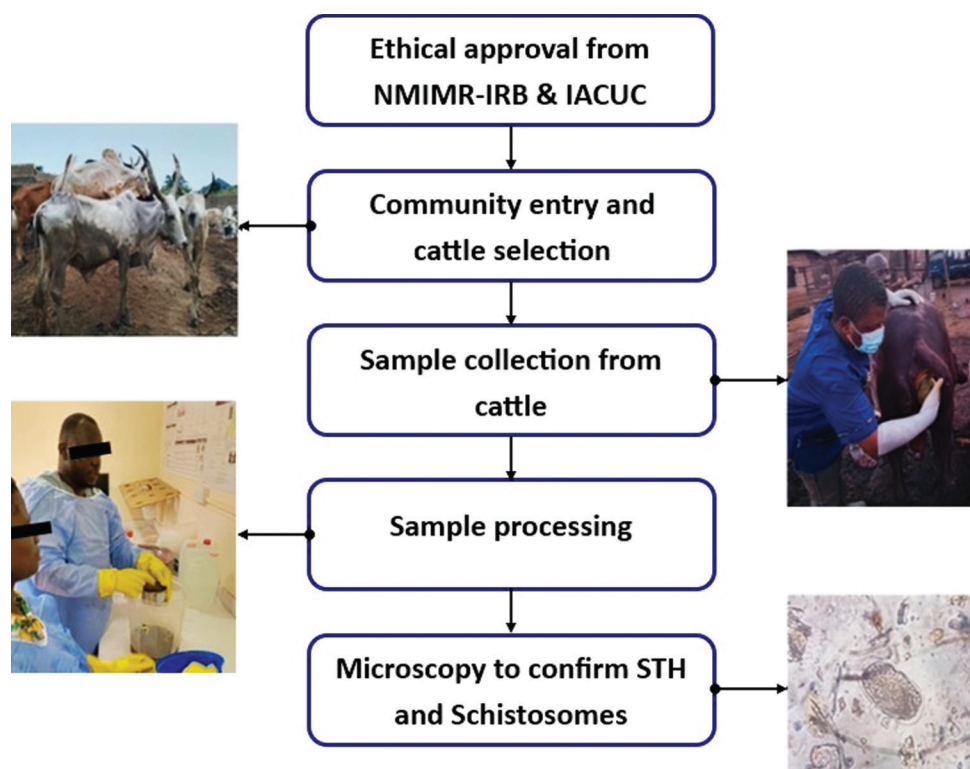 Ethical approval from
NMIMR-IRB & IACUC
Community entry and
cattle selection
Sample collection from
cattle
Sample processing
Microscopy to confirm STH
and Schistosomes